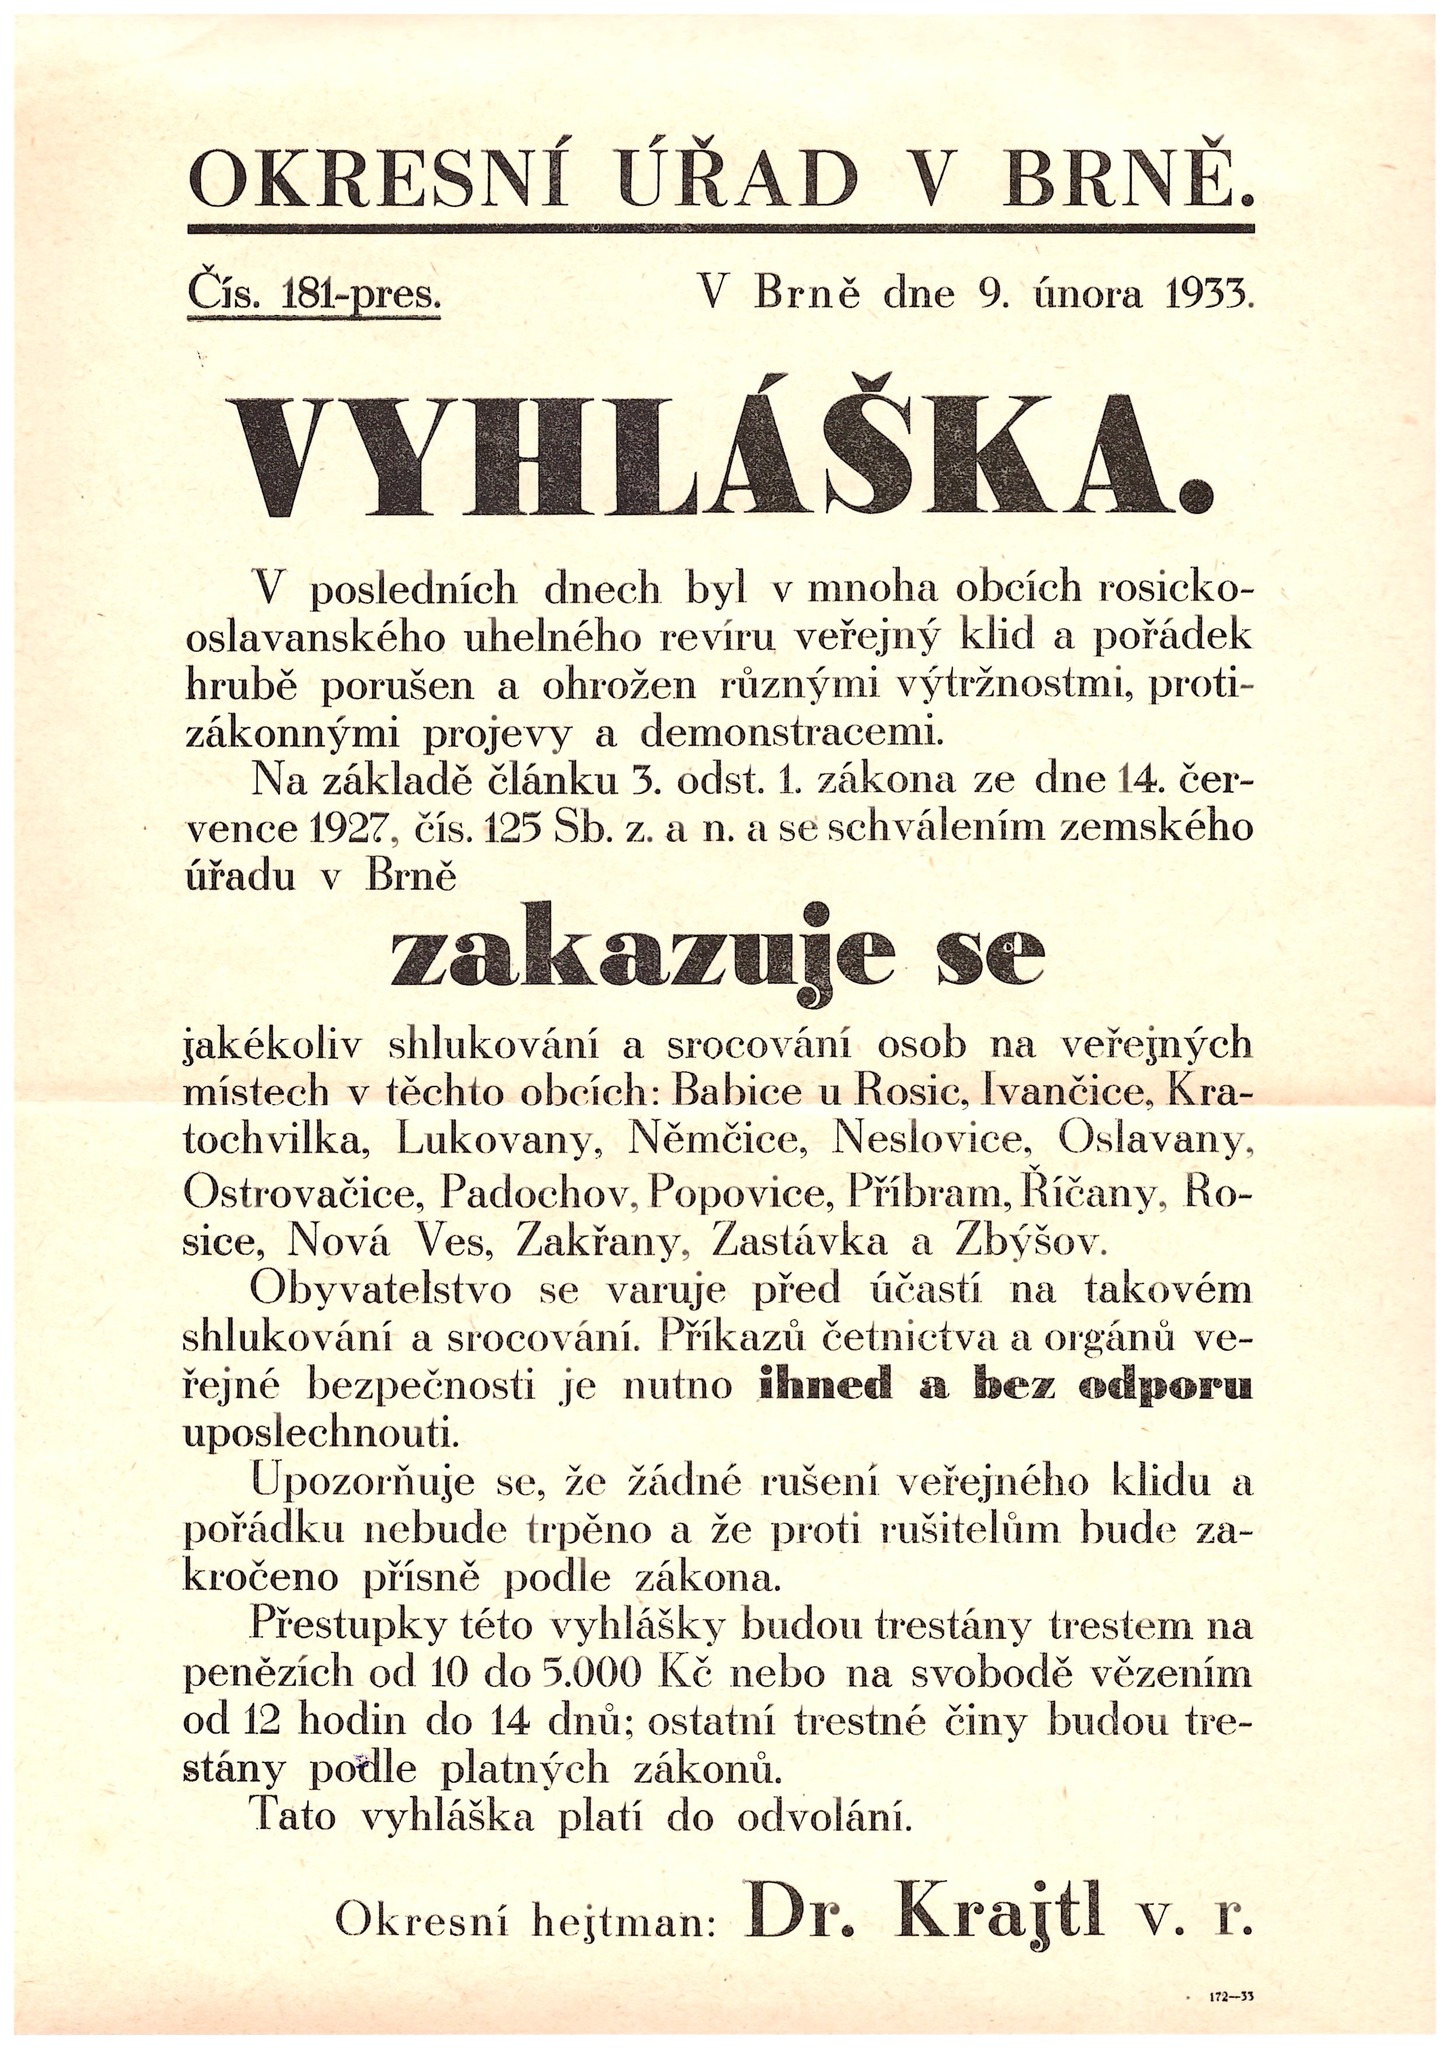 OKRESNÍ ÚŘAD V BRNĚ.
Čís. 181-pres. V Brně dne 9. února 1933.
VYHLÁŠKA.
V posledních dnech byl v mnoha obcích rosicko-
oslavanského uhelného revíru veřejný klid a pořádek
hrubě porušen a ohrožen různými výtržnostmi, proti-
zákonnými projevy a demonstracemi.
Na základě článku 3. odst. 1. zákona ze dne 14. čer-
vence 1927, čís. 125 Sb. z. a n. a se schválením zemského
úřadu v Brně
zakazuje se
jakékoliv shlukování a srocování osob na veřejných
místech v těchto obcích: Babice u Rosic, Ivančice, Kra-
tochvilka, Lukovany, Němčice, Neslovice, Oslavany,
Ostrovačice, Padochov, Popovice, Příbram, Říčany, Ro-
sice, Nová Ves, Zakřany, Zastávka a Zbýšov.
Obyvatelstvo se varuje před účastí na takovém
shlukování a srocování. Příkazů četnictva a orgánů ve-
řejné bezpečnosti je nutno ihned a bez odporu
uposlechnouti.
Upozorňuje se, že žádné rušení veřejného klidu a
pořádku nebude trpěno a že proti rušitelům bude za-
kročeno přísně podle zákona.
Přestupky této vyhlášky budou trestány trestem na
penězích od 10 do 5.000 Kč nebo na svobodě vězením
od 12 hodin do 14 dnů; ostatní trestné činy budou tre-
stány podle platných zákonů.
Tato vyhláška platí do odvolání.
Okresní hejtman: Dr. Krajtl v. r.
172—33